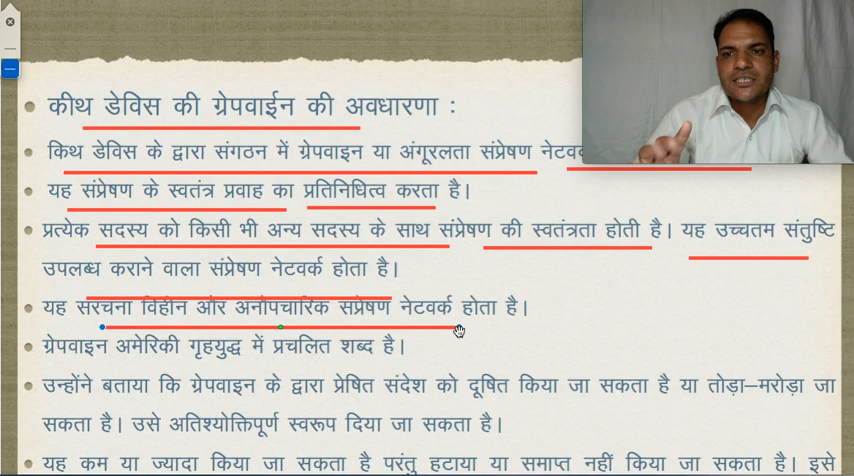 कीथ डेविस की ग्रेपवाईन की अवधारणा :
किथ डेविस के द्वारा संगठन में ग्रेपवाइन या अंगूरलता संप्रेषण
यह संप्रेषण के स्वतंत्र प्रवाह का प्रतिनिधित्व करता है।
प्रत्येक सदस्य को किसी भी अन्य सदस्य के साथ संप्रेषण की स्वतंत्रता होती है। यह उच्चतम संतुष्टि
उपलब्ध कराने वाला संप्रेषण नेटवर्क होता है।
यह संरचना विहीन और अनौपचारिक संप्रेषण नेटवर्क होता है।
ग्रेपवाइन अमेरिकी गृहयुद्ध में प्रचलित शब्द है।
उन्होंने बताया कि ग्रेपवाइन के द्वारा प्रेषित संदेश को दूषित किया जा सकता है या तोड़ा–मरोड़ा जा
सकता है। उसे अतिश्योक्तिपूर्ण स्वरूप दिया जा सकता है।
यह कम या ज्यादा किया जा सकता है परंतु हटाया या समाप्त नहीं किया जा सकता है। इसे